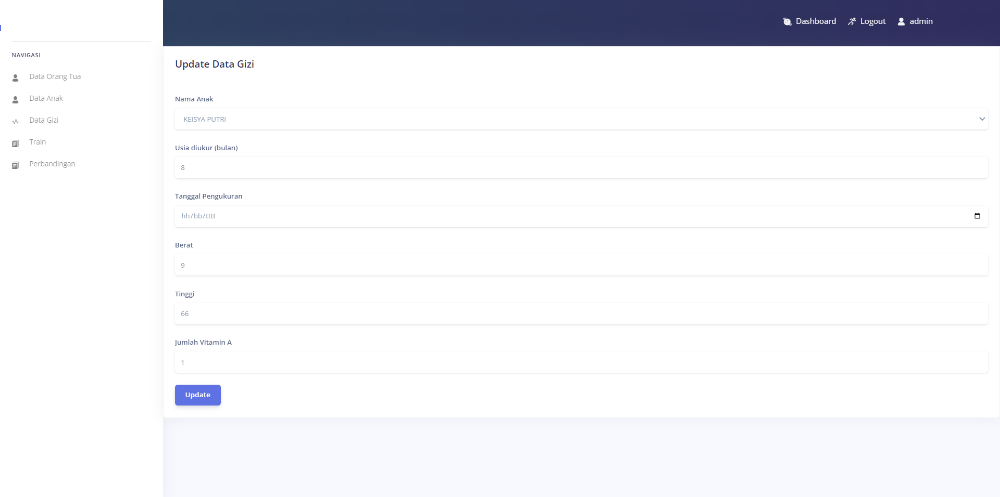 Dashboard
Logout
admin
NAVIGASI
Data Orang Tua
Data Anak
Data Gizi
Train
Perbandingan
Update Data Gizi
Nama Anak
KEISYA PUTRI
Usia diukur (bulan)
8
Tanggal Pengukuran
hh/bb/tttt
Berat
9
Tinggi
66
Jumlah Vitamin A
1
Update